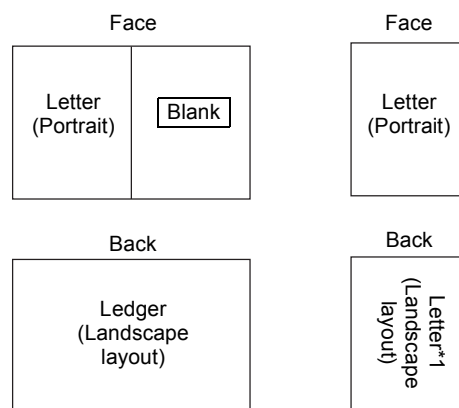 Face
Letter
(Portrait)
Blank
Back
Ledger
(Landscape
layout)
Face
Letter
(Portrait)
Back
Letter*1
(Landscape
layout)